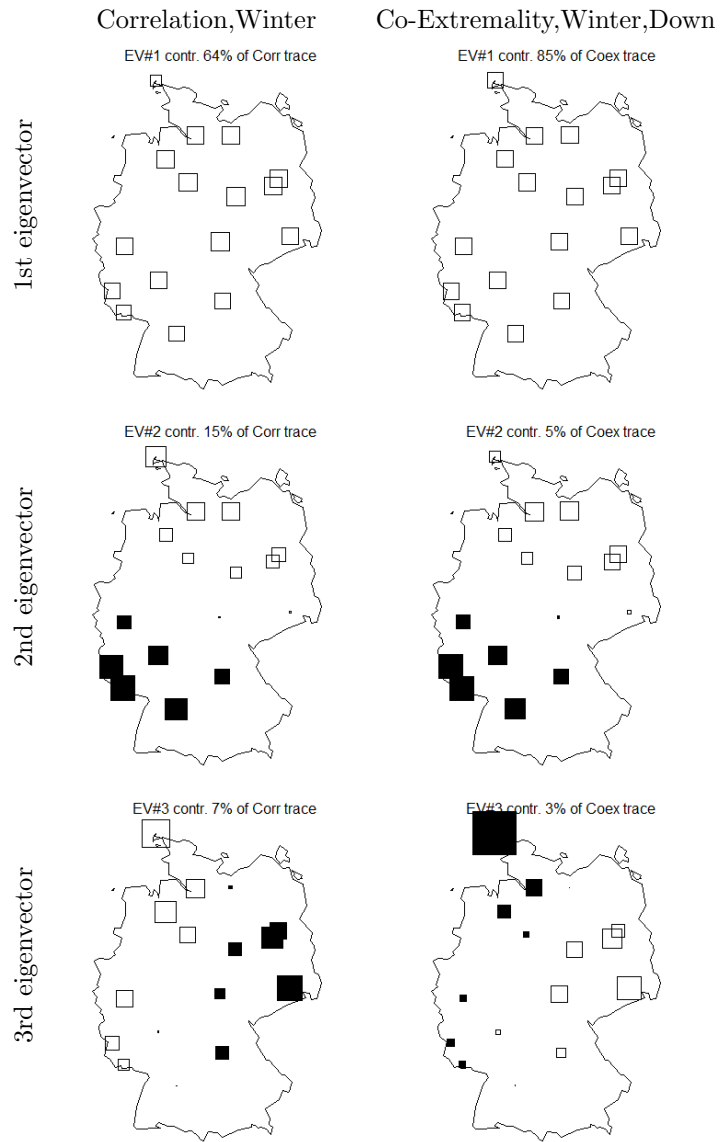 Correlation,Winter
Co-Extremality,Winter,Down
1st eigenvector
EV#1 contr. 64% of Corr trace
EV#1 contr. 85% of Coex trace
2nd eigenvector
EV#2 contr. 15% of Corr trace
EV#2 contr. 5% of Coex trace
3rd eigenvector
EV#3 contr. 7% of Corr trace
EV#3 contr. 3% of Coex trace